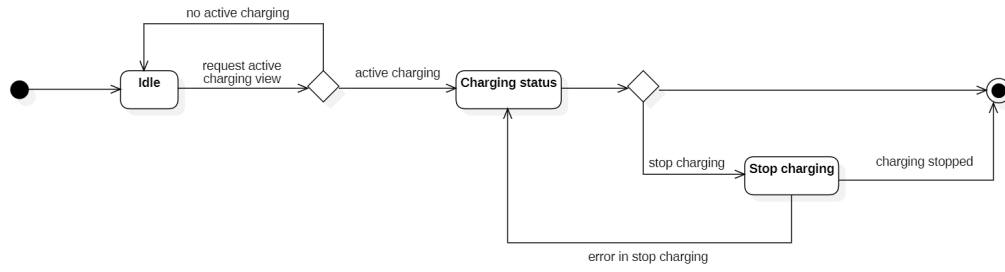 no active charging
request active
charging view
Idle
active charging
Charging status
stop charging
Stop charging
charging stopped
error in stop charging